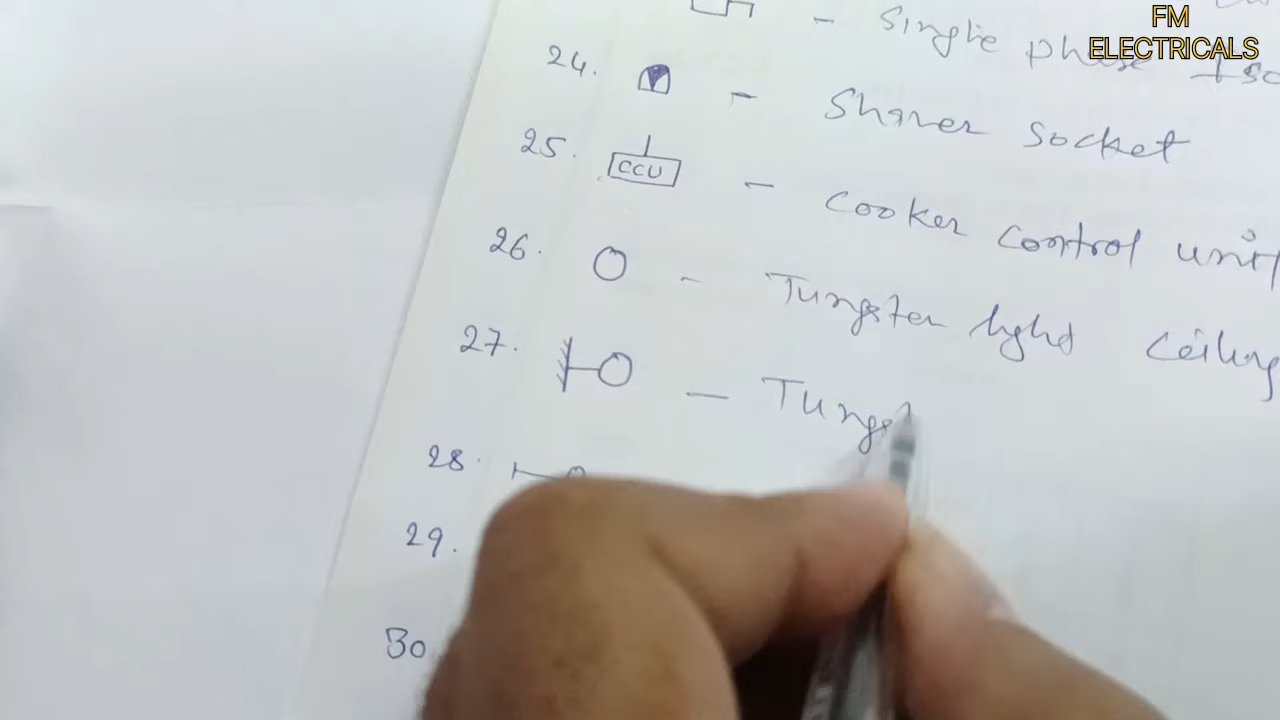 FM
ELECTRICALS
- Single phase
24. - Shaver socket
25. CCU - Cooker control unit
26. - Tungsten light ceiling
27. - Tungs
28.
29.
30